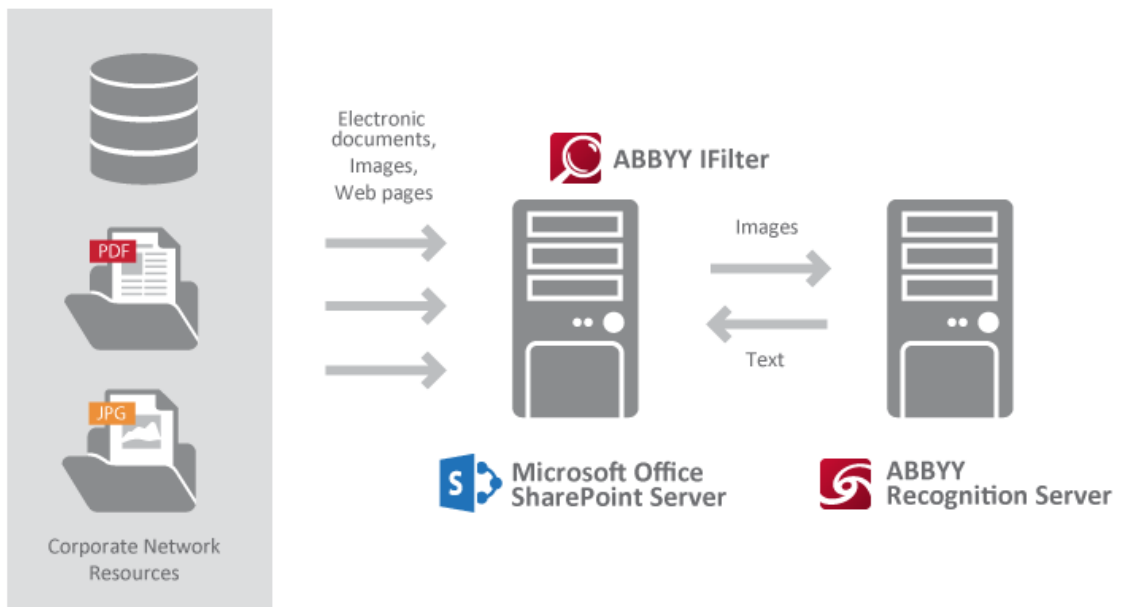 PDF
JPG
Corporate Network
Resources
Electronic
documents,
Images,
Web pages
ABBYY IFilter
Images
Text
S
Microsoft Office
SharePoint Server
ABBYY
Recognition Server